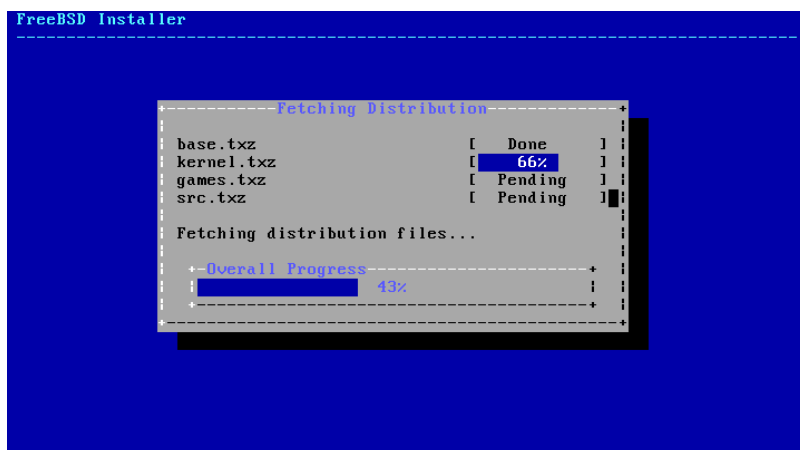 FreeBSD Installer
Fetching Distribution
base.txz [ Done ]
kernel.txz [ 66% ]
games.txz [ Pending ]
src.txz [ Pending ]
Fetching distribution files...
Overall Progress
43%